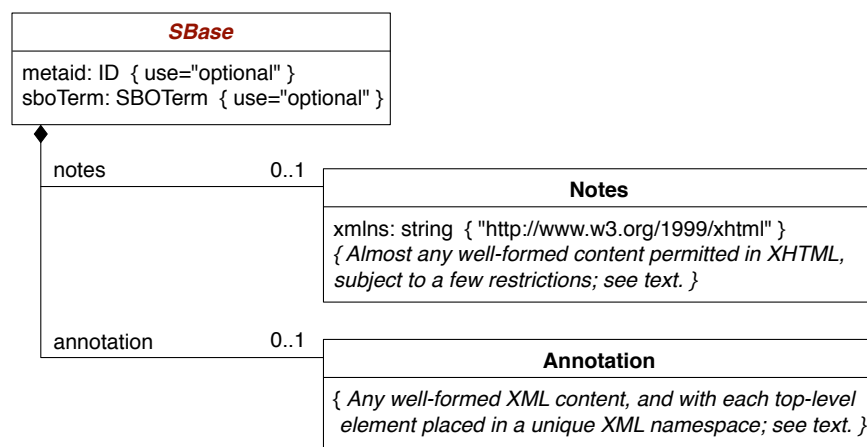 SBase
metaid: ID { use="optional" }
sboTerm: SBOTerm { use="optional" }
notes 0..1
Notes
xmlns: string { "http://www.w3.org/1999/xhtml" }
{ Almost any well-formed content permitted in XHTML,
subject to a few restrictions; see text. }
annotation 0..1
Annotation
{ Any well-formed XML content, and with each top-level
element placed in a unique XML namespace; see text. }